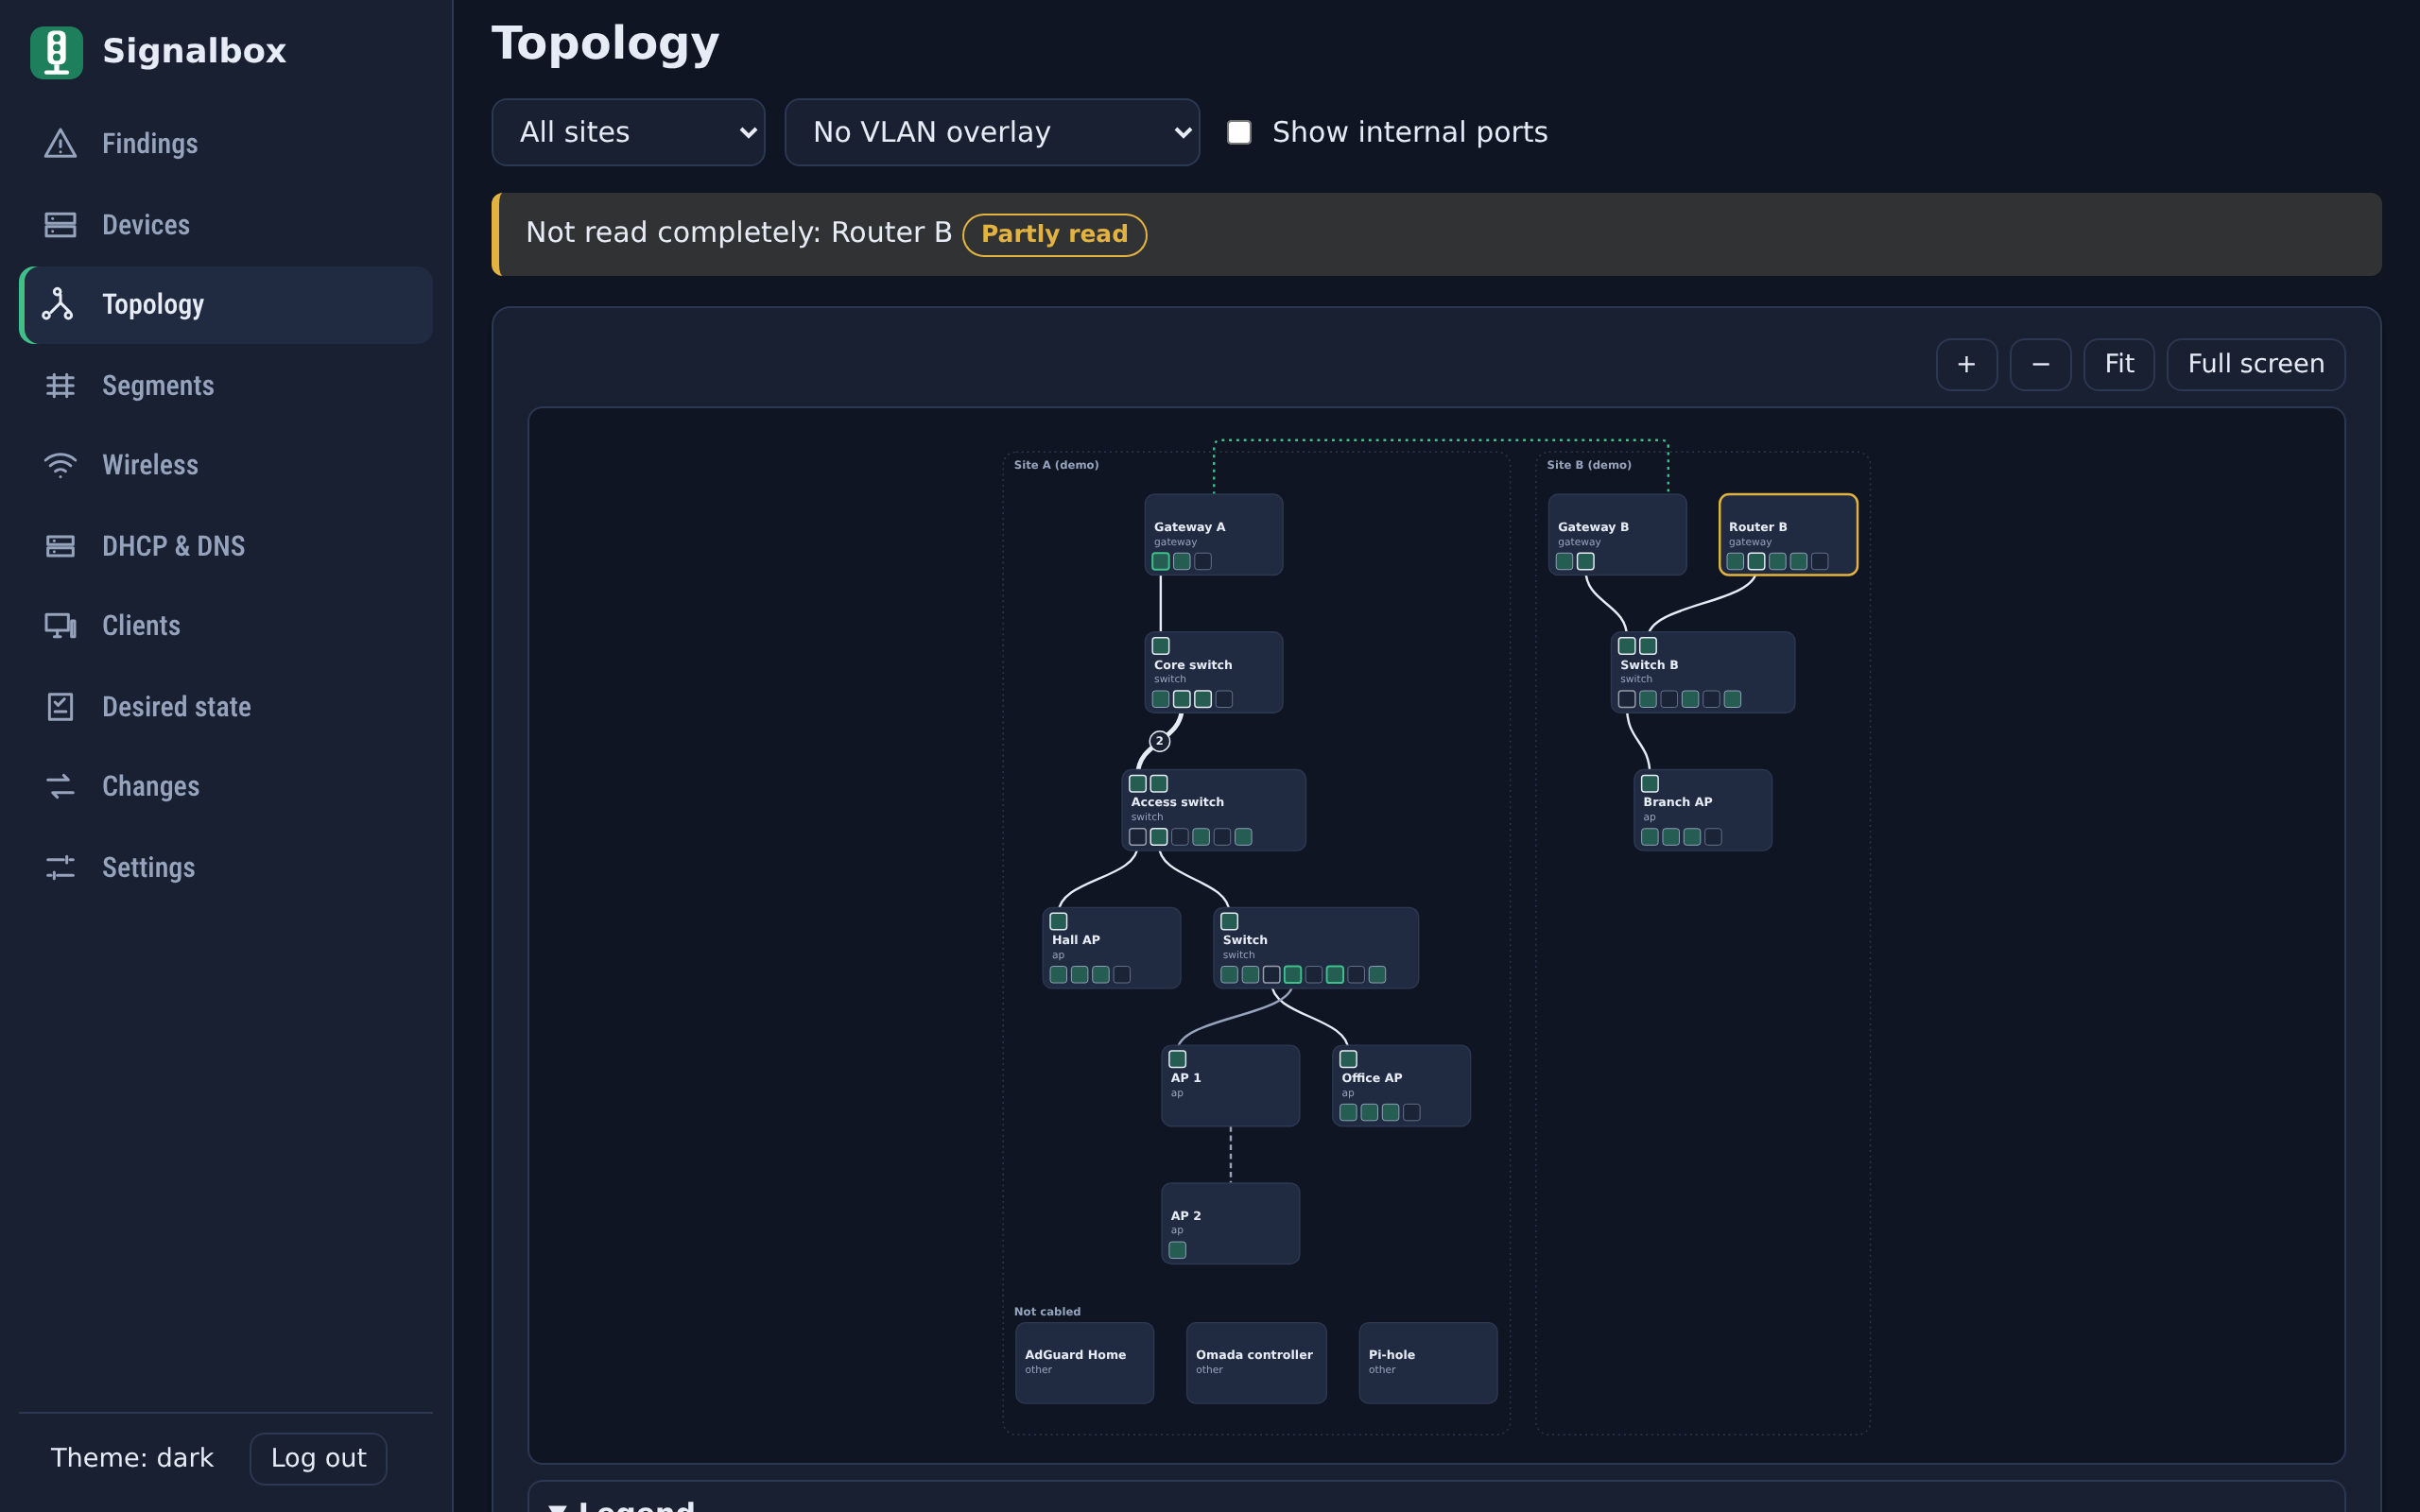 Signalbox
Findings
Devices
Topology
Segments
Wireless
DHCP & DNS
Clients
Desired state
Changes
Settings
Theme: dark
Log out
Topology
All sites
No VLAN overlay
Show internal ports
Not read completely: Router B Partly read
+
−
Fit
Full screen
Site A (demo)
Gateway A
gateway
Core switch
switch
2
Access switch
switch
Hall AP
ap
Switch
switch
AP 1
ap
Office AP
ap
AP 2
ap
Not cabled
AdGuard Home
other
Omada controller
other
Pi-hole
other
Site B (demo)
Gateway B
gateway
Router B
gateway
Switch B
switch
Branch AP
ap
Legend